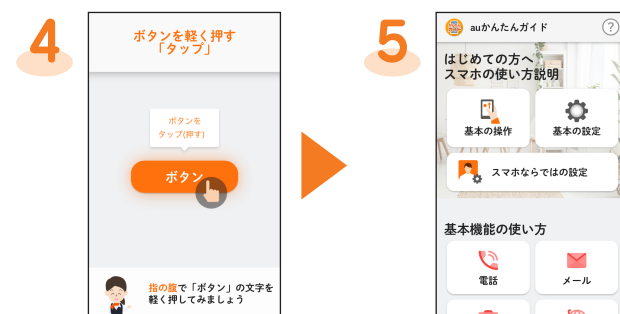 4
ボタンを軽く押す
「タップ」
ボタンを
タップ(押す)
ボタン
指の腹で「ボタン」の文字を
軽く押してみましょう
5
auかんたんガイド
?
はじめての方へ
スマホの使い方説明
基本の操作
基本の設定
スマホならではの設定
基本機能の使い方
電話
メール